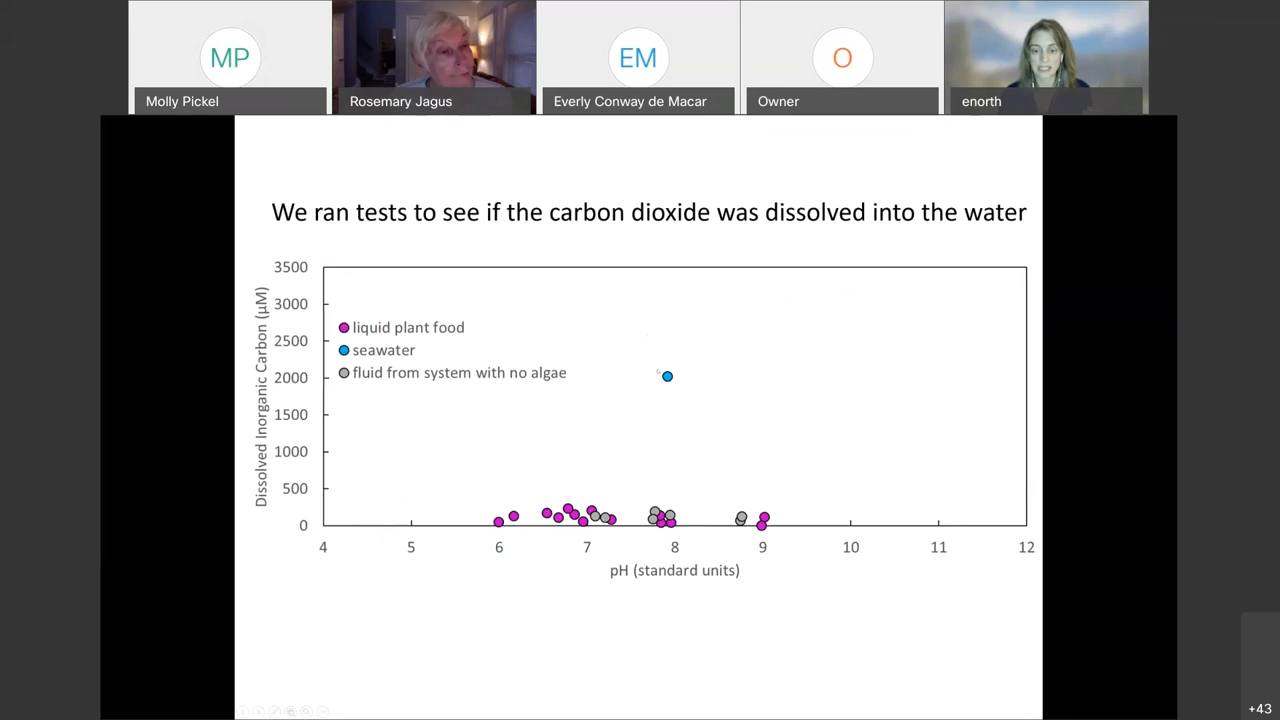 MP
EM
O
Molly Pickel
Rosemary Jagus
Everly Conway de Macar
Owner
enorth
We ran tests to see if the carbon dioxide was dissolved into the water
3500
3000
2500
2000
1500
1000
500
0
Dissolved Inorganic Carbon (µM)
liquid plant food
seawater
fluid from system with no algae
4 5 6 7 8 9 10 11 12
pH (standard units)
+43